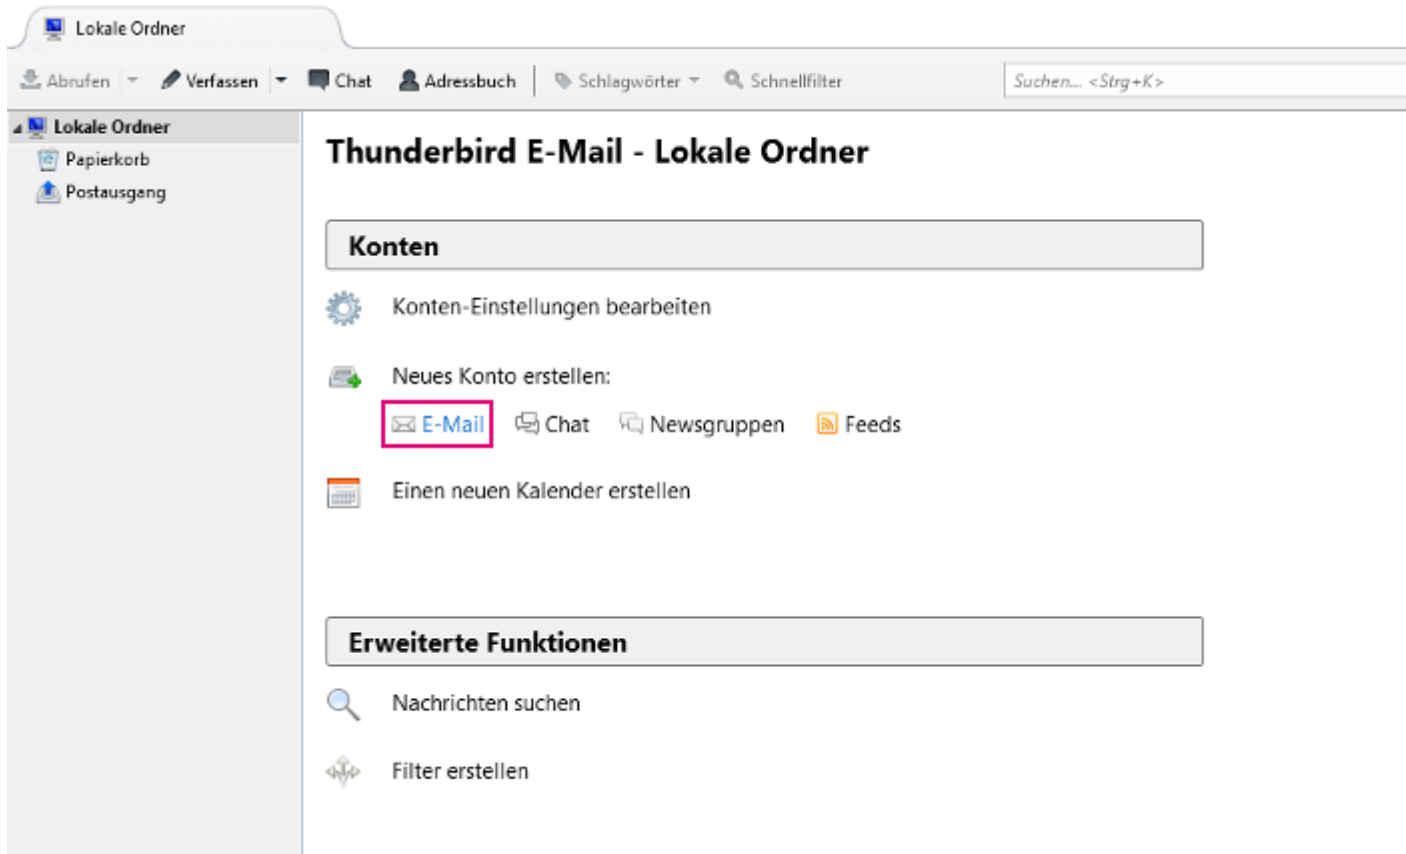 Lokale Ordner
Abrufen Verfassen Chat Adressbuch Schlagwörter Schnellfilter Suchen... <Strg+K>
Lokale Ordner
Papierkorb
Postausgang
Thunderbird E-Mail - Lokale Ordner
Konten
Konten-Einstellungen bearbeiten
Neues Konto erstellen:
E-Mail Chat Newsgruppen Feeds
Einen neuen Kalender erstellen
Erweiterte Funktionen
Nachrichten suchen
Filter erstellen